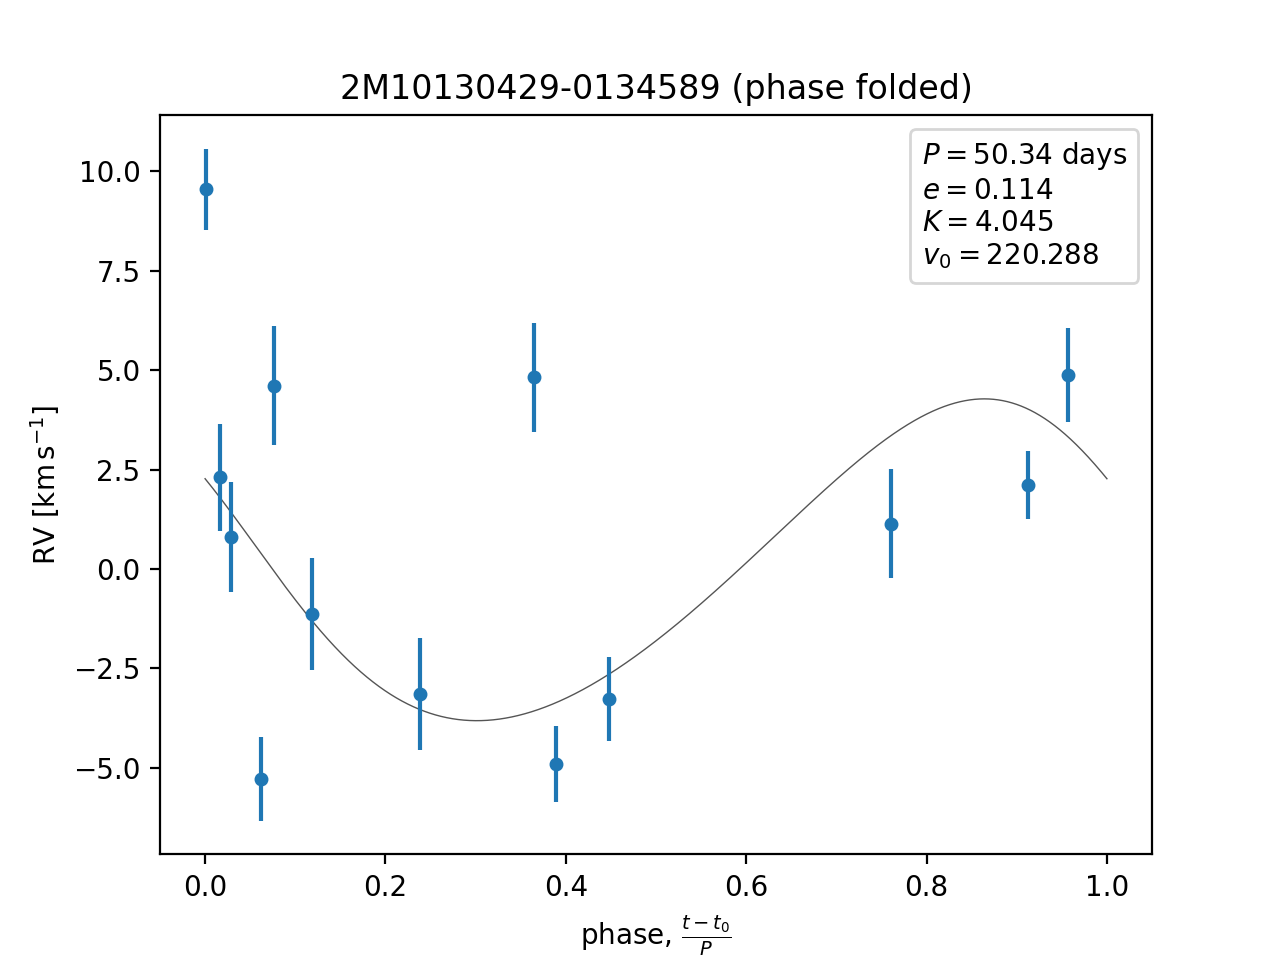 2M10130429-0134589 (phase folded)
P = 50.34 days
e = 0.114
K = 4.045
v₀ = 220.288
10.0
7.5
5.0
2.5
0.0
−2.5
−5.0
RV [km s⁻¹]
0.0 0.2 0.4 0.6 0.8 1.0
phase, (t − t₀)/P